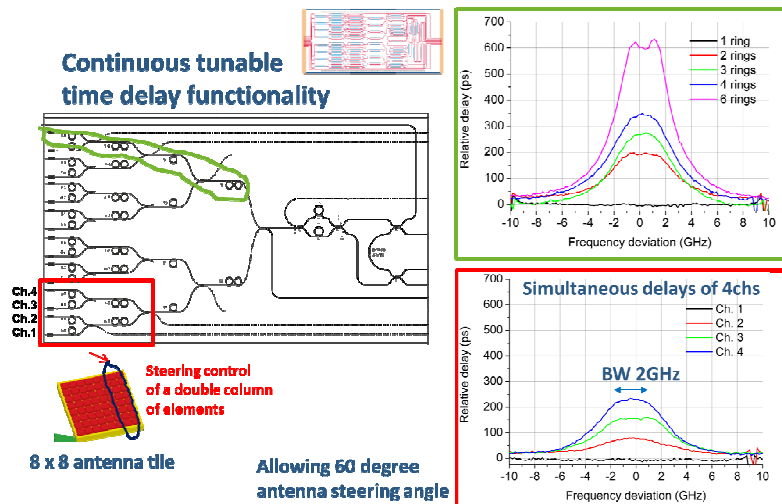 Continuous tunable
time delay functionality
Ch.4
Ch.3
Ch.2
Ch.1
Steering control
of a double column
of elements
8 x 8 antenna tile
Allowing 60 degree
antenna steering angle
700
600
500
400
300
200
100
0
Relative delay (ps)
1 ring
2 rings
3 rings
4 rings
6 rings
-10 -8 -6 -4 -2 0 2 4 6 8 10
Frequency deviation (GHz)
Simultaneous delays of 4chs
700
600
500
400
300
200
100
0
Relative delay (ps)
Ch. 1
Ch. 2
Ch. 3
Ch. 4
BW 2GHz
-10 -8 -6 -4 -2 0 2 4 6 8 10
Frequency deviation (GHz)